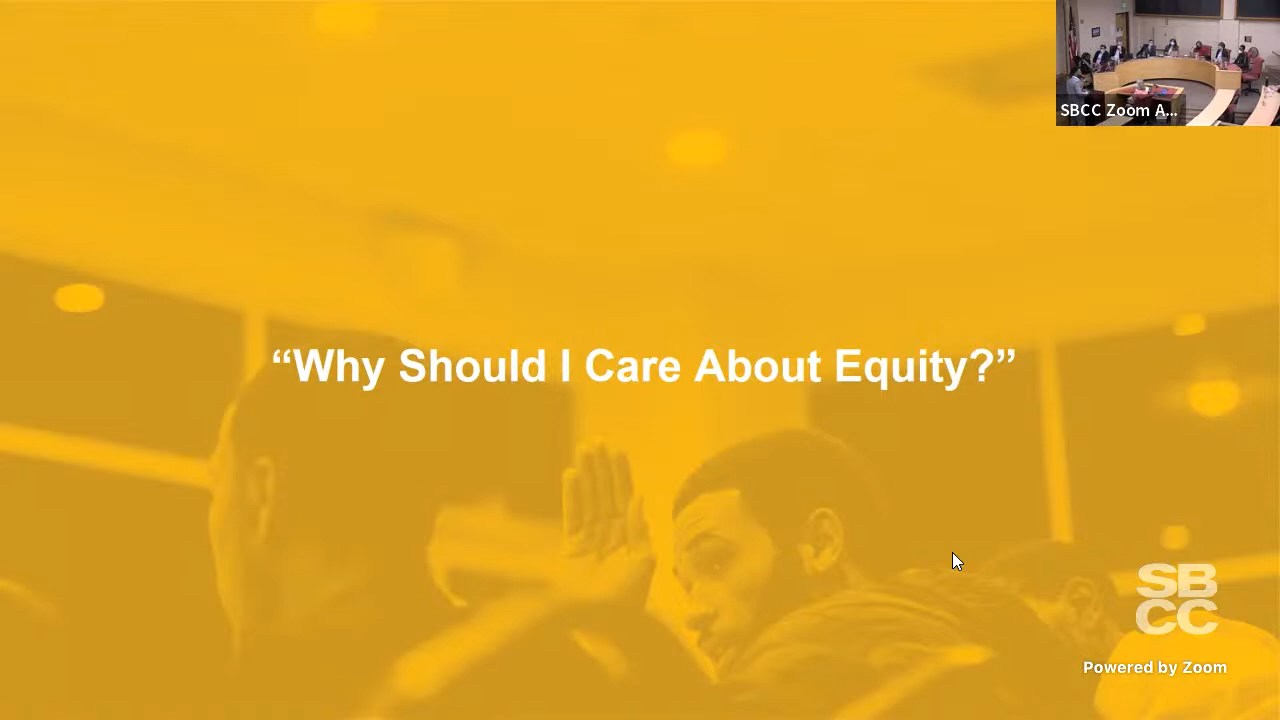 SBCC Zoom A...
“Why Should I Care About Equity?”
SB
CC
Powered by Zoom